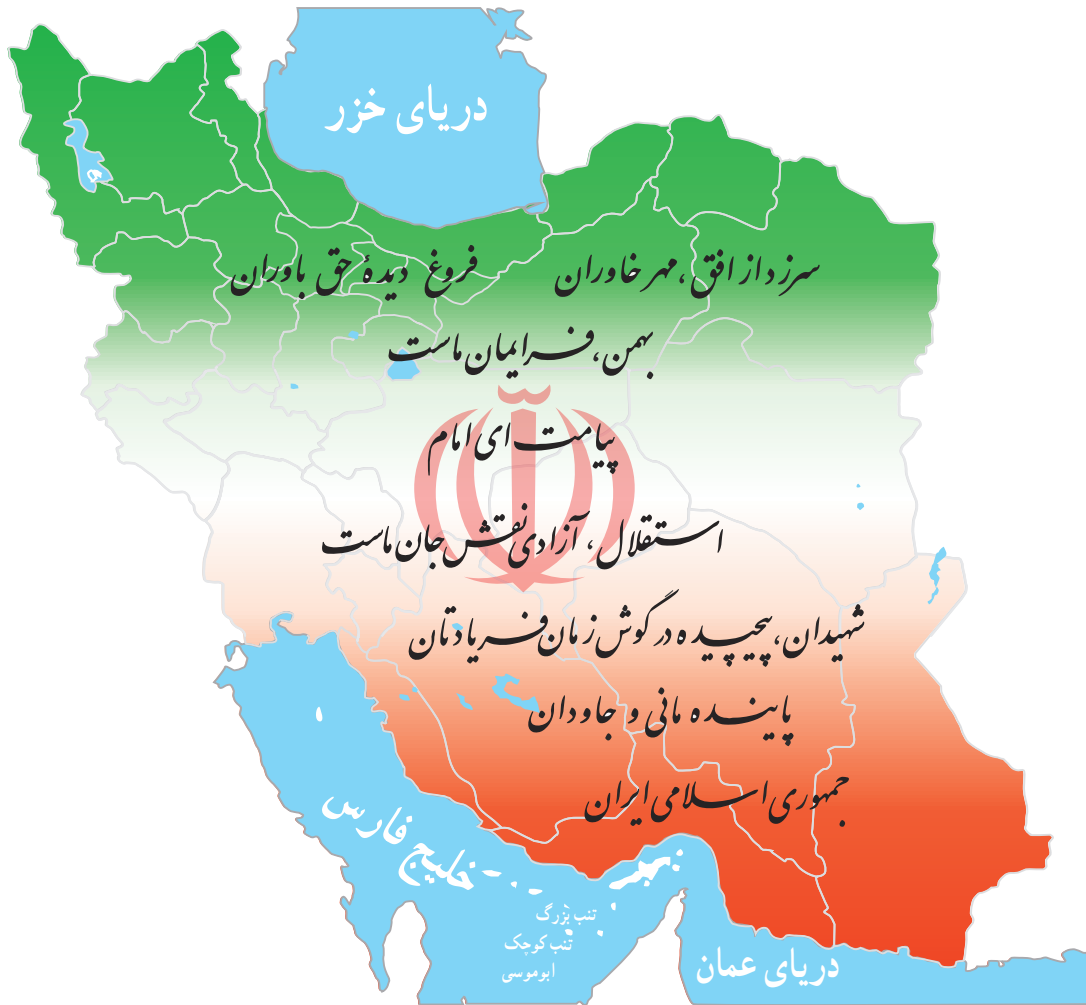 دریای خزر
سر زد از افق، مهر خاوران فروغ دیدهٔ حق باوران
بهمن، فر ایمان ماست
پیامت ای امام
استقلال، آزادی نقش جان ماست
شهیدان، پیچیده در گوش زمان فریادتان
پاینده مانی و جاودان
جمهوری اسلامی ایران
خلیج فارس
تنب بزرگ
تنب کوچک
ابوموسی
دریای عمان